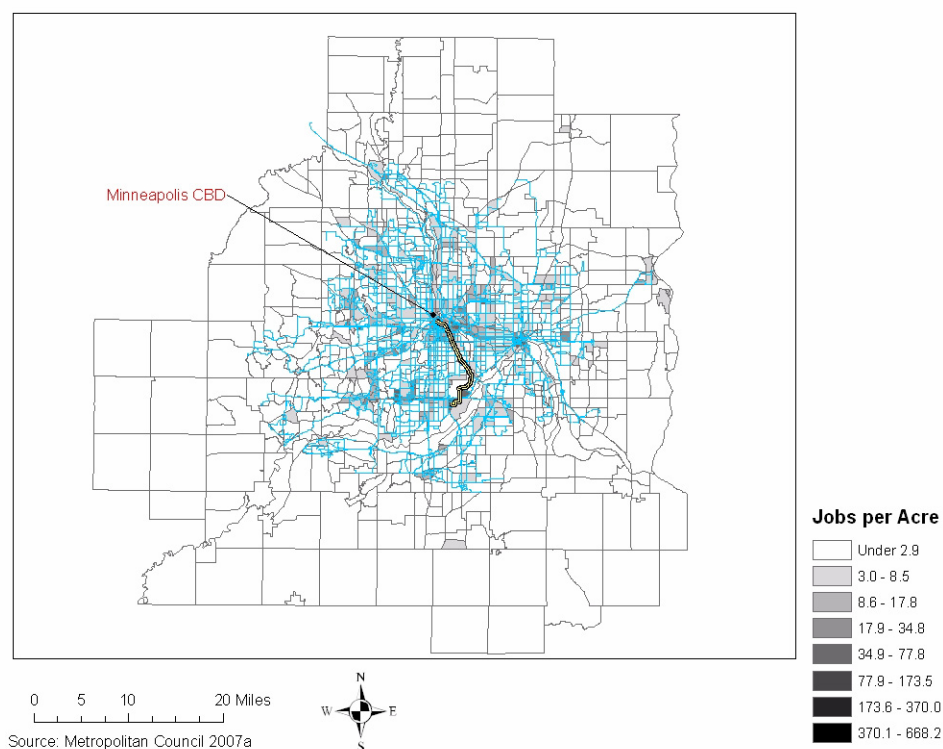 Minneapolis CBD
Jobs per Acre
Under 2.9
3.0 - 8.5
8.6 - 17.8
17.9 - 34.8
34.9 - 77.8
77.9 - 173.5
173.6 - 370.0
370.1 - 668.2
N
W E
S
0 5 10 20 Miles
Source: Metropolitan Council 2007a